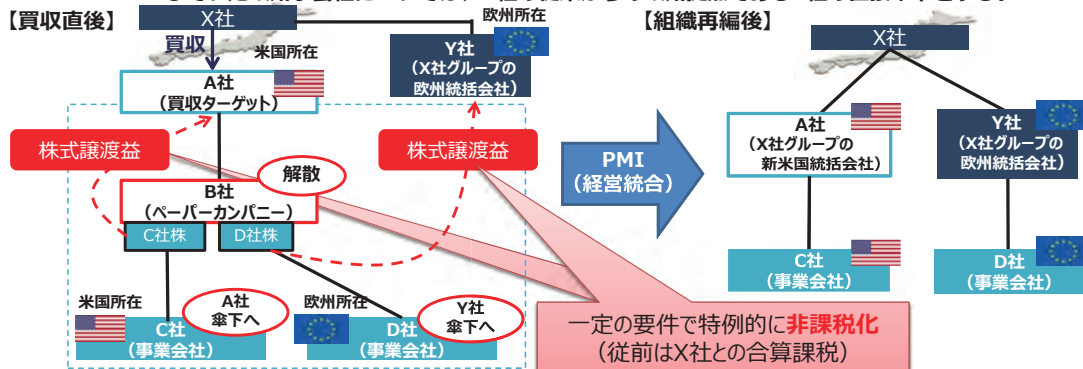 【買収直後】
X社
欧州所在
【組織再編後】
買収
米国所在
A社
(買収ターゲット)
Y社
(X社グループの
欧州統括会社)
株式譲渡益
株式譲渡益
解散
B社
(ペーパーカンパニー)
C社株
D社株
米国所在
A社
傘下へ
欧州所在
Y社
傘下へ
C社
(事業会社)
D社
(事業会社)
PMI
(経営統合)
X社
A社
(X社グループの
新米国統括会社)
Y社
(X社グループの
欧州統括会社)
C社
(事業会社)
D社
(事業会社)
一定の要件で特例的に非課税化
(従前はX社との合算課税)